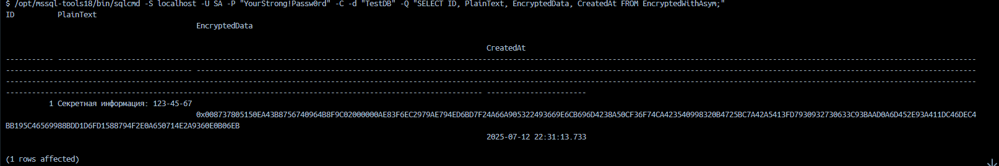 $ /opt/mssql-tools18/bin/sqlcmd -S localhost -U SA -P "YourStrong!Passw0rd" -C -d "TestDB" -Q "SELECT ID, PlainText, EncryptedData, CreatedAt FROM EncryptedWithAsym;"
ID          PlainText
EncryptedData
CreatedAt
1 Секретная информация: 123-45-67
0x008737805150EA43B8756740964B8F9C02000000AE83F6EC2979AE794ED6BD7F24A66A905322493669E6CB696D4238A50CF36F74CA423540998320B4725BC7A42A5413FD7930932730633C93BAAD0A6D452E93A411DC46DEC4
BB195C46569988BDD1D6FD1588794F2E0A650714E2A9360E0B06EB
2025-07-12 22:31:13.733
(1 rows affected)